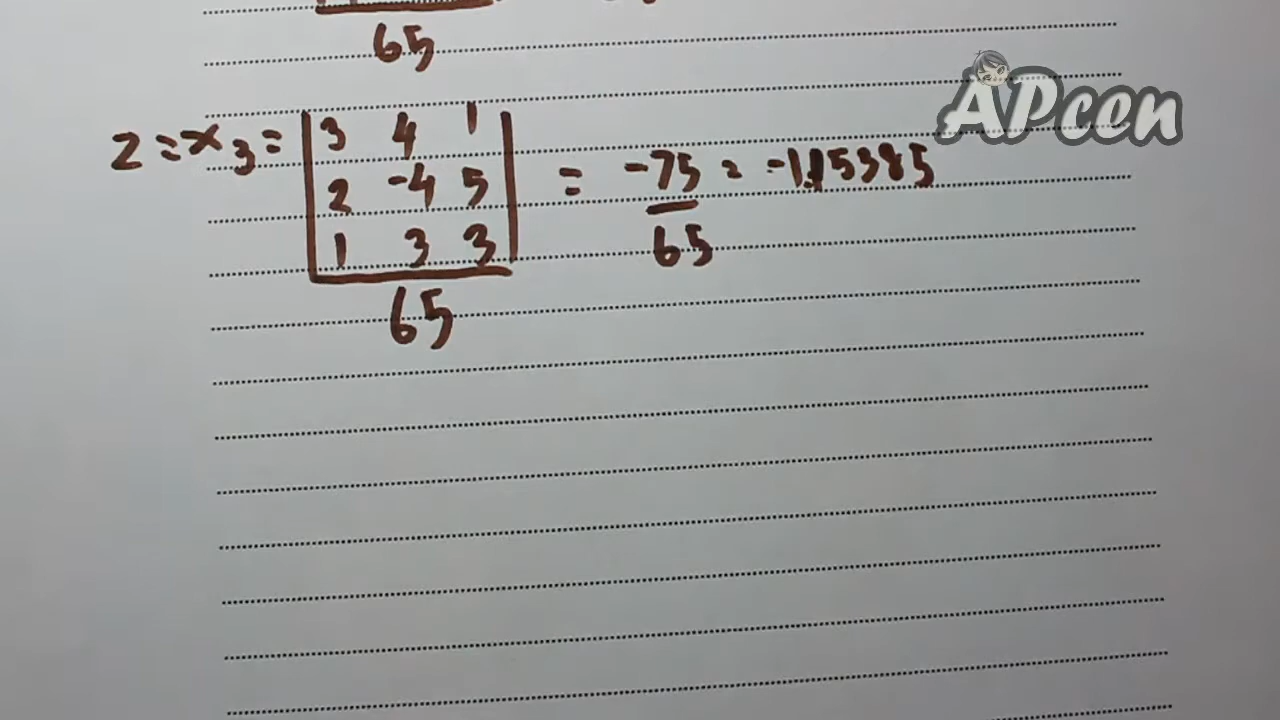 65
APcen
z = x3 = | 3 4 1 | = -75 = -1.15385
| 2 -4 5 | 65
| 1 3 3 |
65